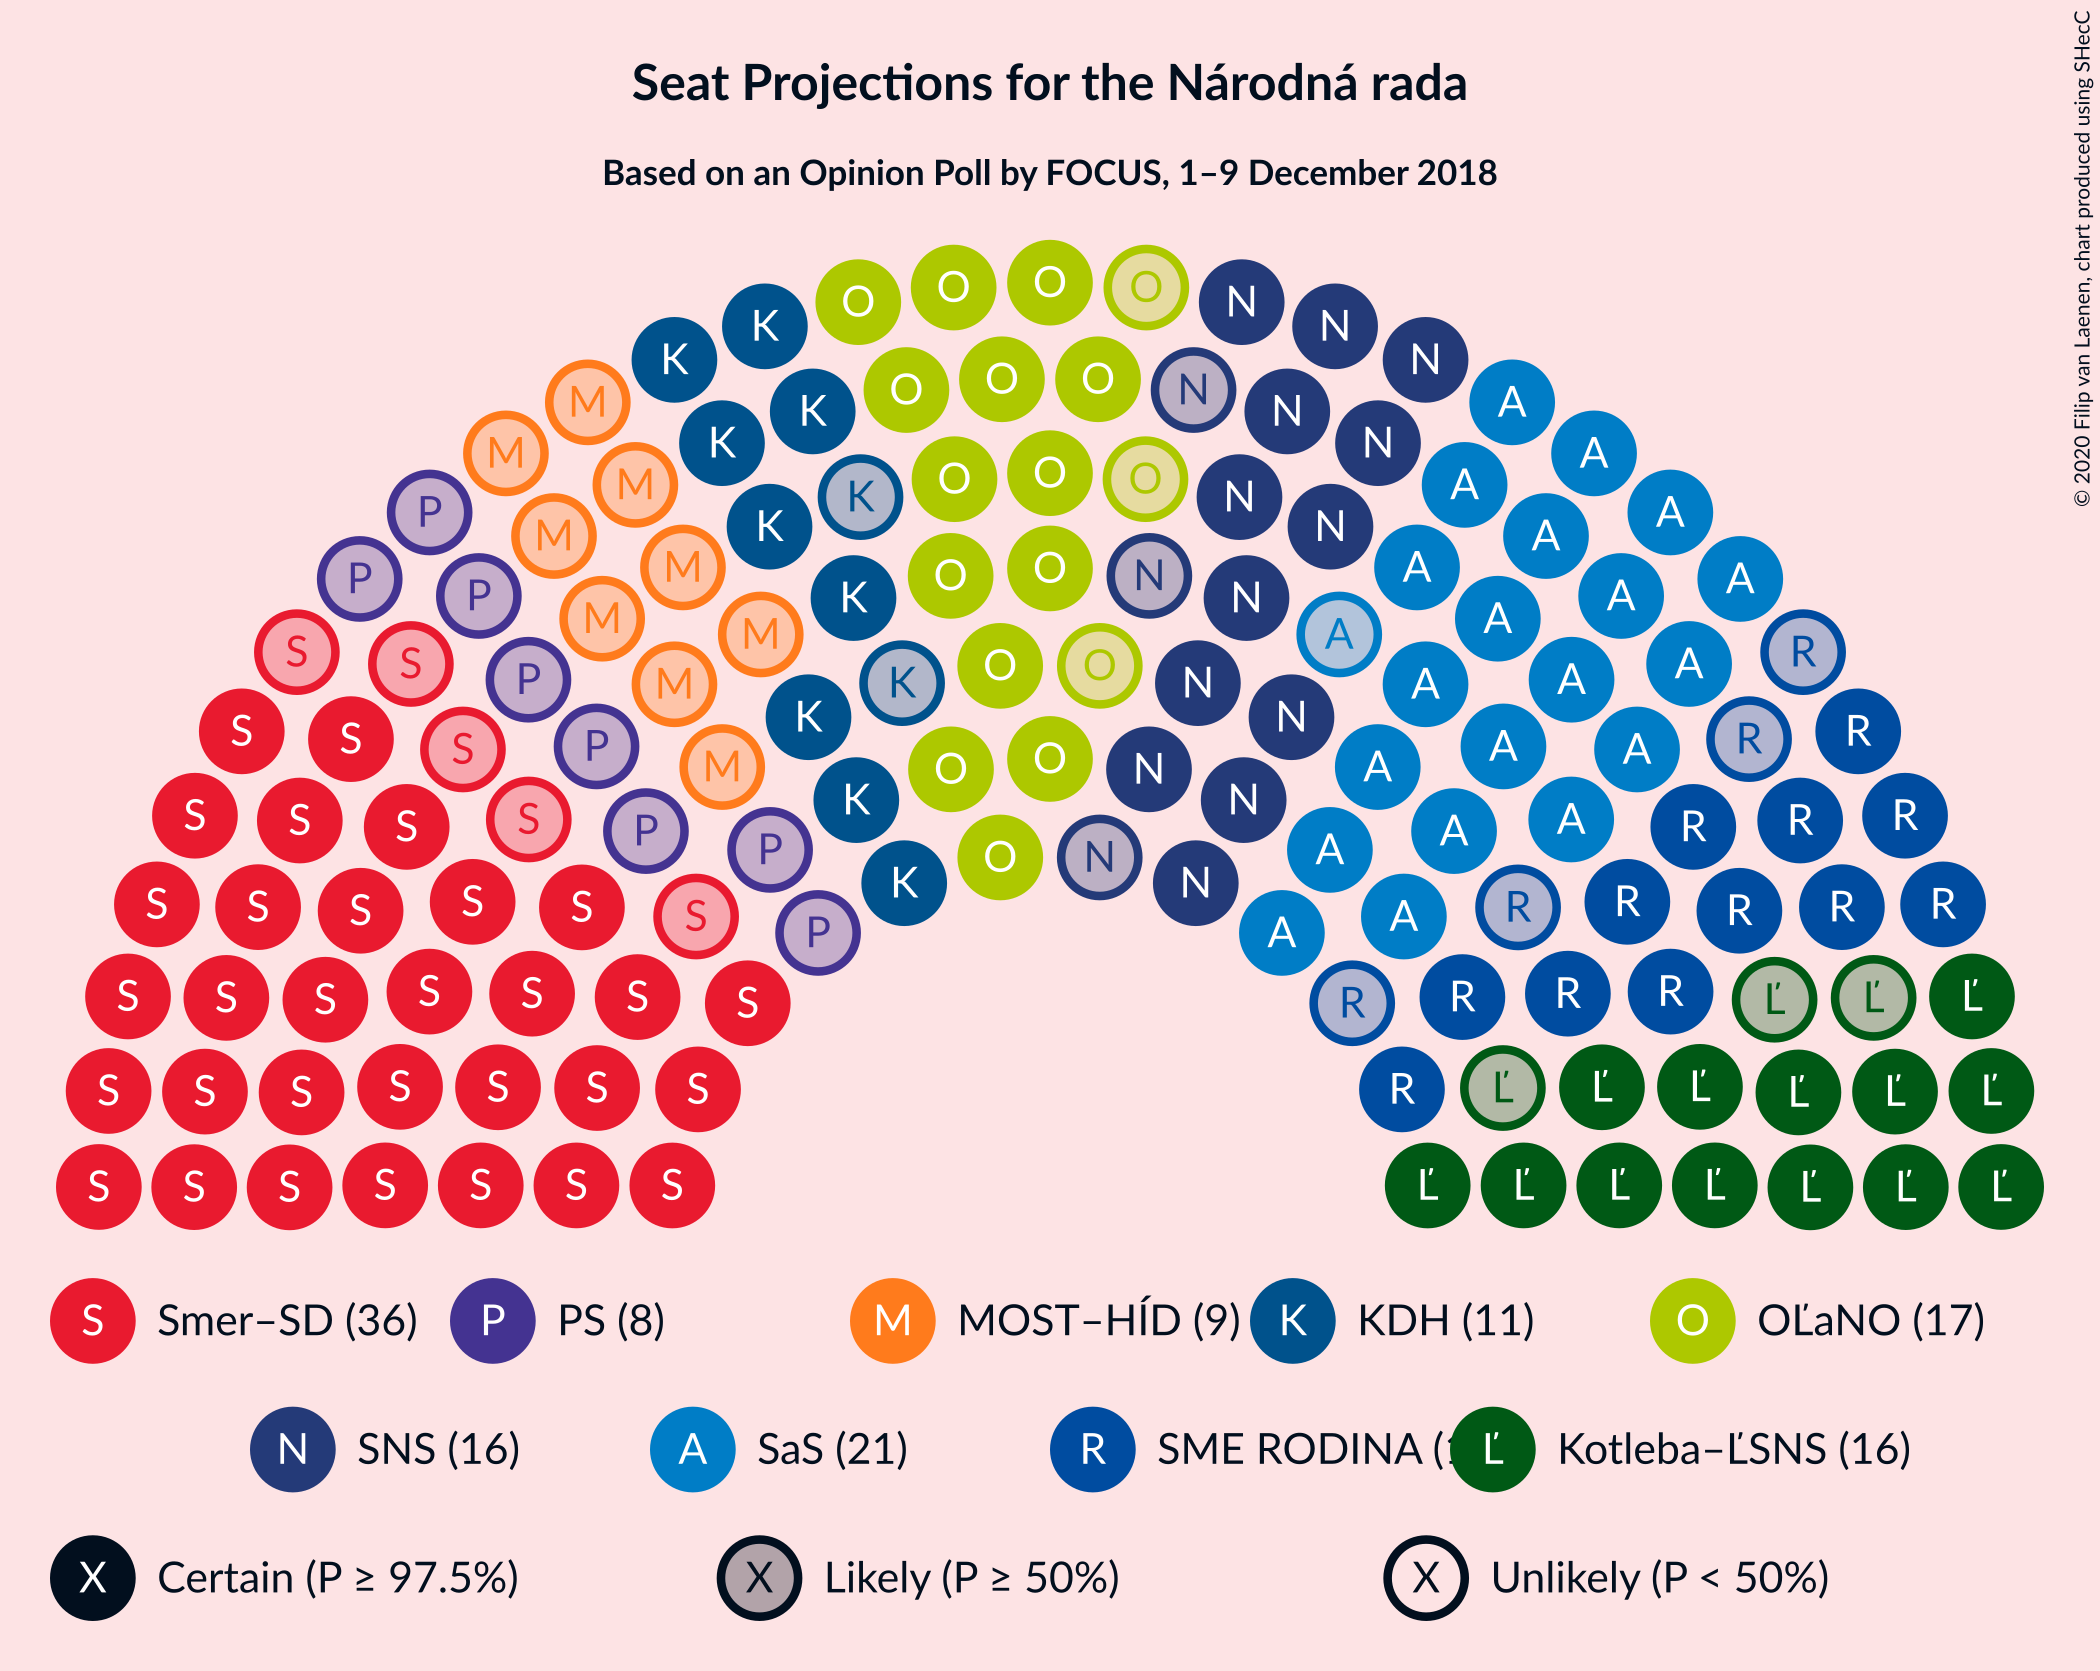 Seat Projections for the Národná rada
Based on an Opinion Poll by FOCUS, 1–9 December 2018
© 2020 Filip van Laenen, chart produced using SHecC
O O O O
K K N N
K O O O N N
M K K N N A
M M K O O O N A A
P M K K N N A A
P P M M K O O N N A A A
S S P M M K O O N A A A R
S S S P M K K N N A A A R R
S S S S P M K O O N N A A A R R R
S S S S S S P P K O N N A A A R R R R R
S S S S S S S P A R R R R Ľ Ľ Ľ
S S S S S S S R Ľ Ľ Ľ Ľ Ľ Ľ
S S S S S S S Ľ Ľ Ľ Ľ Ľ Ľ Ľ
S Smer–SD (36) P PS (8) M MOST–HÍD (9) K KDH (11) O OĽaNO (17)
N SNS (16) A SaS (21) R SME RODINA ( Ľ Kotleba–ĽSNS (16)
X Certain (P ≥ 97.5%) X Likely (P ≥ 50%) X Unlikely (P < 50%)